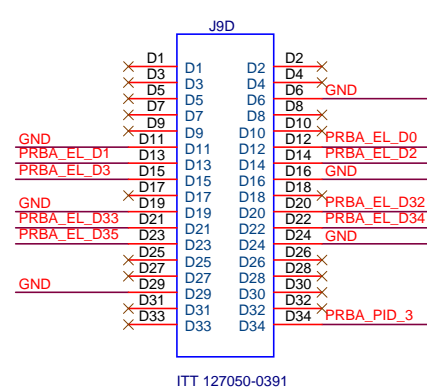 J9D
D1 D1 D2 D2
D3 D3 D4 D4
D5 D5 D6 D6 GND
D7 D7 D8 D8
D9 D9 D10 D10
GND D11 D11 D12 D12 PRBA_EL_D0
PRBA_EL_D1 D13 D13 D14 D14 PRBA_EL_D2
PRBA_EL_D3 D15 D15 D16 D16 GND
D17 D17 D18 D18
GND D19 D19 D20 D20 PRBA_EL_D32
PRBA_EL_D33 D21 D21 D22 D22 PRBA_EL_D34
PRBA_EL_D35 D23 D23 D24 D24 GND
D25 D25 D26 D26
D27 D27 D28 D28
GND D29 D29 D30 D30
D31 D31 D32 D32
D33 D33 D34 D34 PRBA_PID_3
ITT 127050-0391